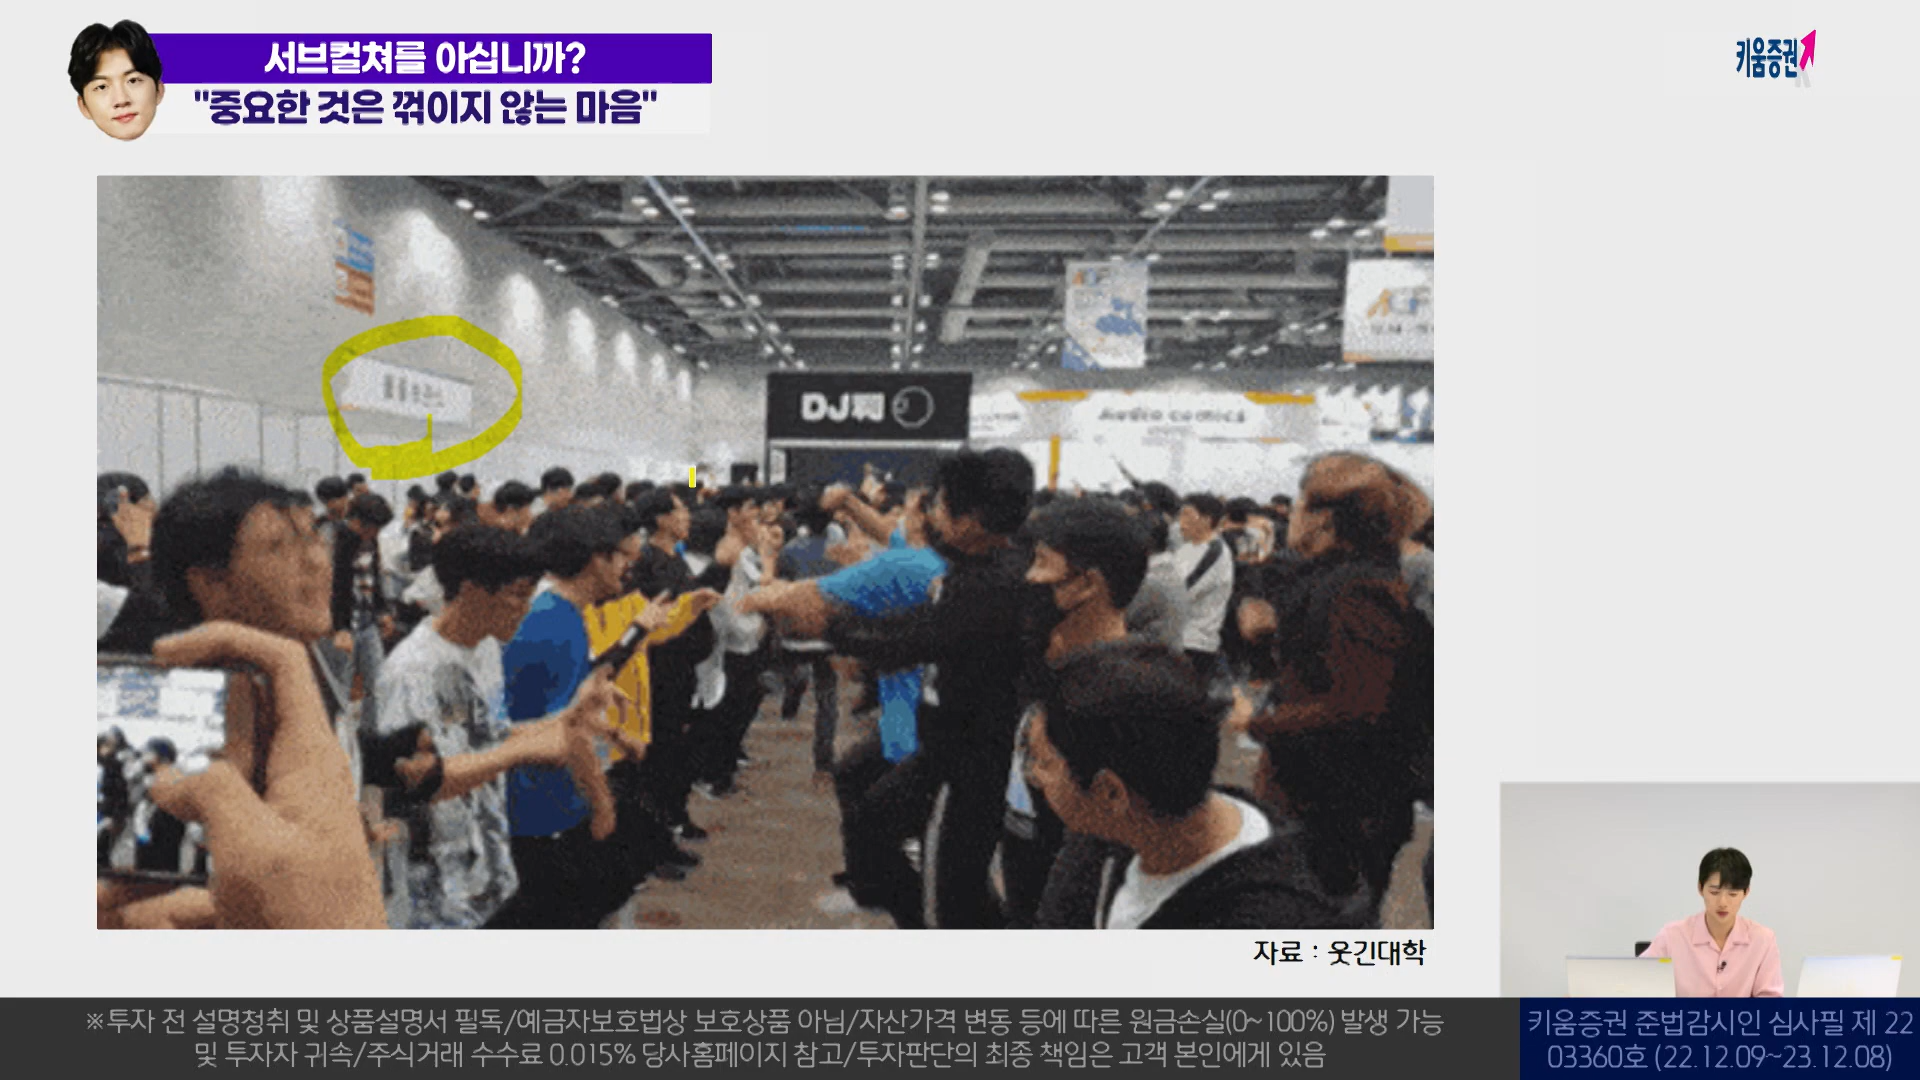 서브컬쳐를 아십니까?
"중요한 것은 꺾이지 않는 마음"
키움증권
DJ
Audio comics
자료 : 웃긴대학
※투자 전 설명청취 및 상품설명서 필독/예금자보호법상 보호상품 아님/자산가격 변동 등에 따른 원금손실(0~100%) 발생 가능
및 투자자 귀속/주식거래 수수료 0.015% 당사홈페이지 참고/투자판단의 최종 책임은 고객 본인에게 있음
키움증권 준법감시인 심사필 제 22
03360호 (22.12.09~23.12.08)